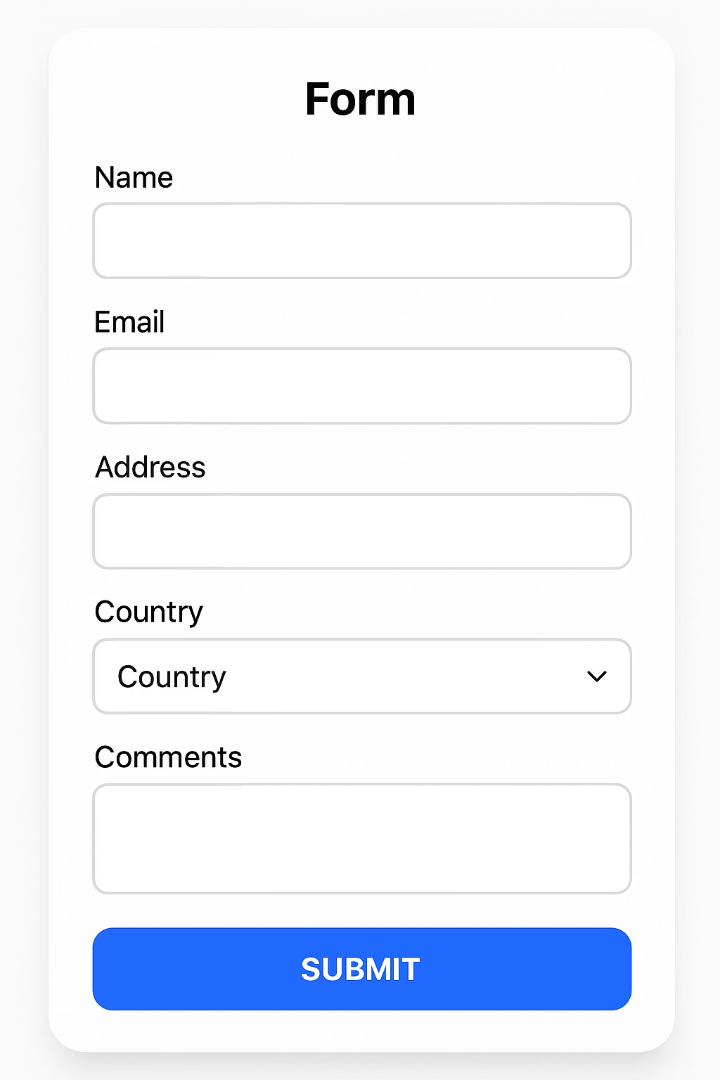 Form
Name
Email
Address
Country
Country
Comments
SUBMIT